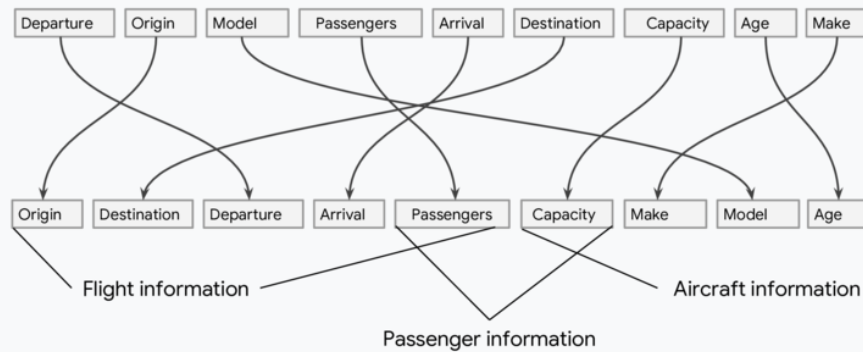 Departure Origin Model Passengers Arrival Destination Capacity Age Make
Origin Destination Departure Arrival Passengers Capacity Make Model Age
Flight information Aircraft information
Passenger information